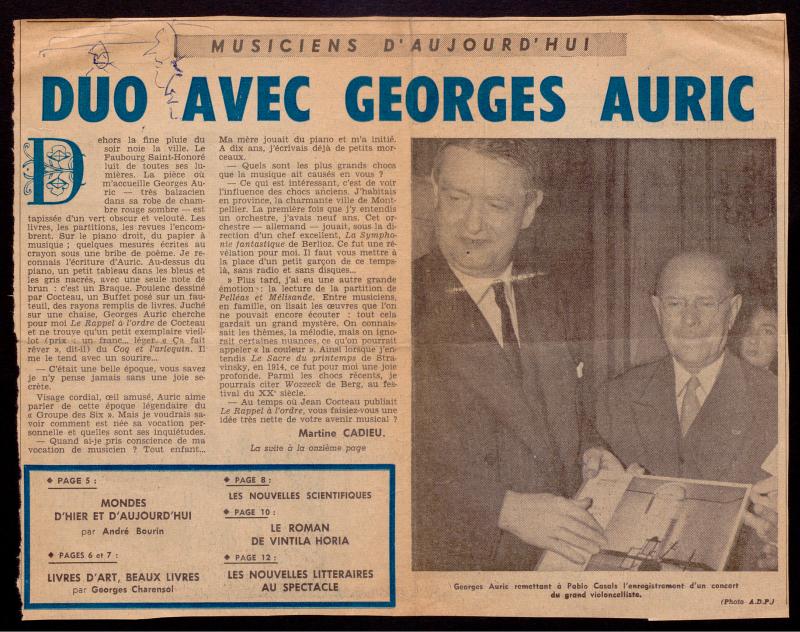 MUSICIENS D'AUJOURD'HUI
DUO AVEC GEORGES AURIC
Dehors la fine pluie du
soir noie la ville. Le
Faubourg Saint-Honoré
luit de toutes ses lu-
mières. La pièce où
m'accueille Georges Au-
ric — très balzacien
dans sa robe de cham-
bre rouge sombre — est
tapissée d'un vert obscur et velouté. Les
livres, les partitions, les revues l'encom-
brent. Sur le piano droit, du papier à
musique ; quelques mesures écrites au
crayon sous une bribe de poème. Je re-
connais l'écriture d'Auric. Au-dessus du
piano, un petit tableau dans les bleus et
les gris nacrés, avec une seule note de
brun : c'est un Braque. Poulenc dessiné
par Cocteau, un Buffet posé sur un fau-
teuil, des rayons remplis de livres. Juché
sur une chaise, Georges Auric cherche
pour moi Le Rappel à l'ordre de Cocteau
et ne trouve qu'un petit exemplaire vieil-
lot (prix : un franc... léger. « Ça fait
rêver », dit-il) du Coq et l'arlequin. Il
me le tend avec un sourire...
— C'était une belle époque, vous savez
je n'y pense jamais sans une joie se-
crète.
Visage cordial, œil amusé, Auric aime
parler de cette époque légendaire du
« Groupe des Six ». Mais je voudrais sa-
voir comment est née sa vocation per-
sonnelle et quelles sont ses inquiétudes.
— Quand ai-je pris conscience de ma
vocation de musicien ? Tout enfant...
Ma mère jouait du piano et m'a initié.
A dix ans, j'écrivais déjà de petits mor-
ceaux.
— Quels sont les plus grands chocs
que la musique ait causés en vous ?
— Ce qui est intéressant, c'est de voir
l'influence des chocs anciens. J'habitais
en province, la charmante ville de Mont-
pellier. La première fois que j'y entendis
un orchestre, j'avais neuf ans. Cet or-
chestre — allemand — jouait, sous la di-
rection d'un chef excellent, La Sympho-
nie fantastique de Berlioz. Ce fut une ré-
vélation pour moi. Il faut vous mettre à
la place d'un petit garçon de ce temps-
là, sans radio et sans disques...
» Plus tard, j'ai eu une autre grande
émotion : la lecture de la partition de
Pelléas et Mélisande. Entre musiciens,
en famille, on lisait les œuvres que l'on
ne pouvait encore écouter : tout cela
gardait un grand mystère. On connais-
sait les thèmes, la mélodie, mais on igno-
rait certaines nuances, ce qu'on pourrait
appeler « la couleur ». Ainsi lorsque j'en-
tendis Le Sacre du printemps de Stra-
vinsky, en 1914, ce fut pour moi une joie
profonde. Parmi les chocs récents, je
pourrais citer Wozzeck de Berg, au fes-
tival du XXe siècle.
— Au temps où Jean Cocteau publiait
Le Rappel à l'ordre, vous faisiez-vous une
idée très nette de votre avenir musical ?
Martine CADIEU.
La suite à la onzième page
◆ PAGE 5 :
MONDES
D'HIER ET D'AUJOURD'HUI
par André Bourin
◆ PAGES 6 et 7 :
LIVRES D'ART, BEAUX LIVRES
par Georges Charensol
◆ PAGE 8 :
LES NOUVELLES SCIENTIFIQUES
◆ PAGE 10 :
LE ROMAN
DE VINTILA HORIA
◆ PAGE 12 :
LES NOUVELLES LITTERAIRES
AU SPECTACLE
Georges Auric remettant à Pablo Casals l'enregistrement d'un concert
du grand violoncelliste.
(Photo A.D.P.)